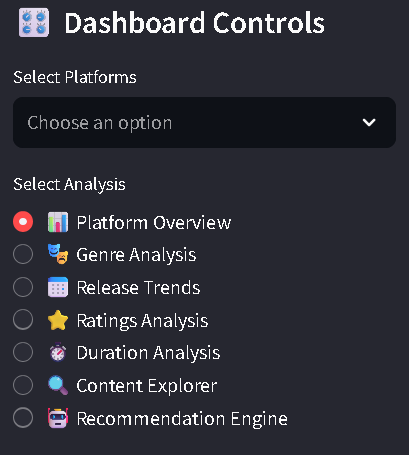 Dashboard Controls
Select Platforms
Choose an option
Select Analysis
Platform Overview
Genre Analysis
Release Trends
Ratings Analysis
Duration Analysis
Content Explorer
Recommendation Engine